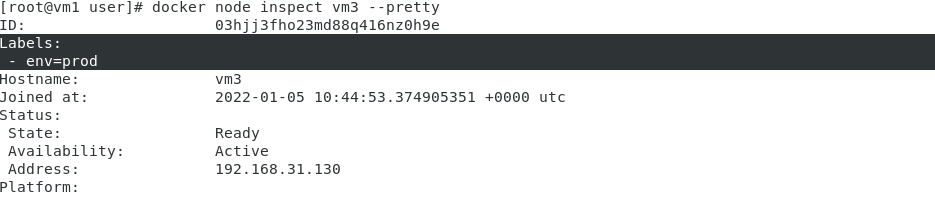 [root@vm1 user]# docker node inspect vm3 --pretty
ID:                     03hjj3fho23md88q416nz0h9e
Labels:
 - env=prod
Hostname:               vm3
Joined at:              2022-01-05 10:44:53.374905351 +0000 utc
Status:
 State:                 Ready
 Availability:          Active
 Address:               192.168.31.130
Platform: